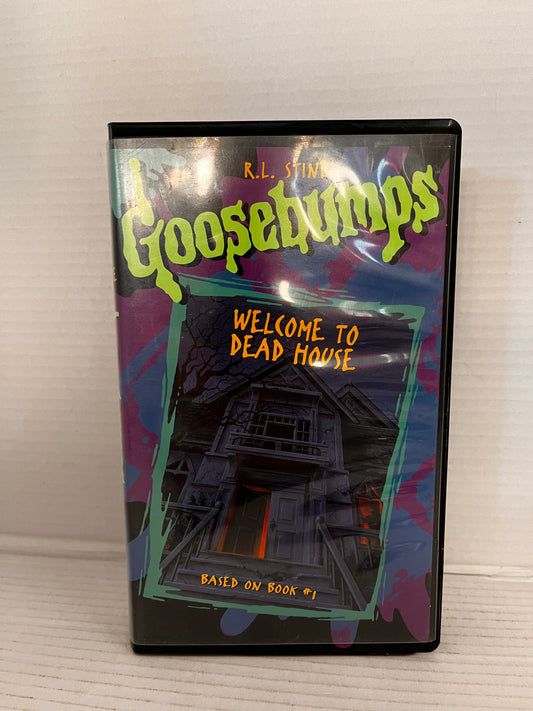 R.L. STINE
Goosebumps
WELCOME TO
DEAD HOUSE
BASED ON BOOK #1